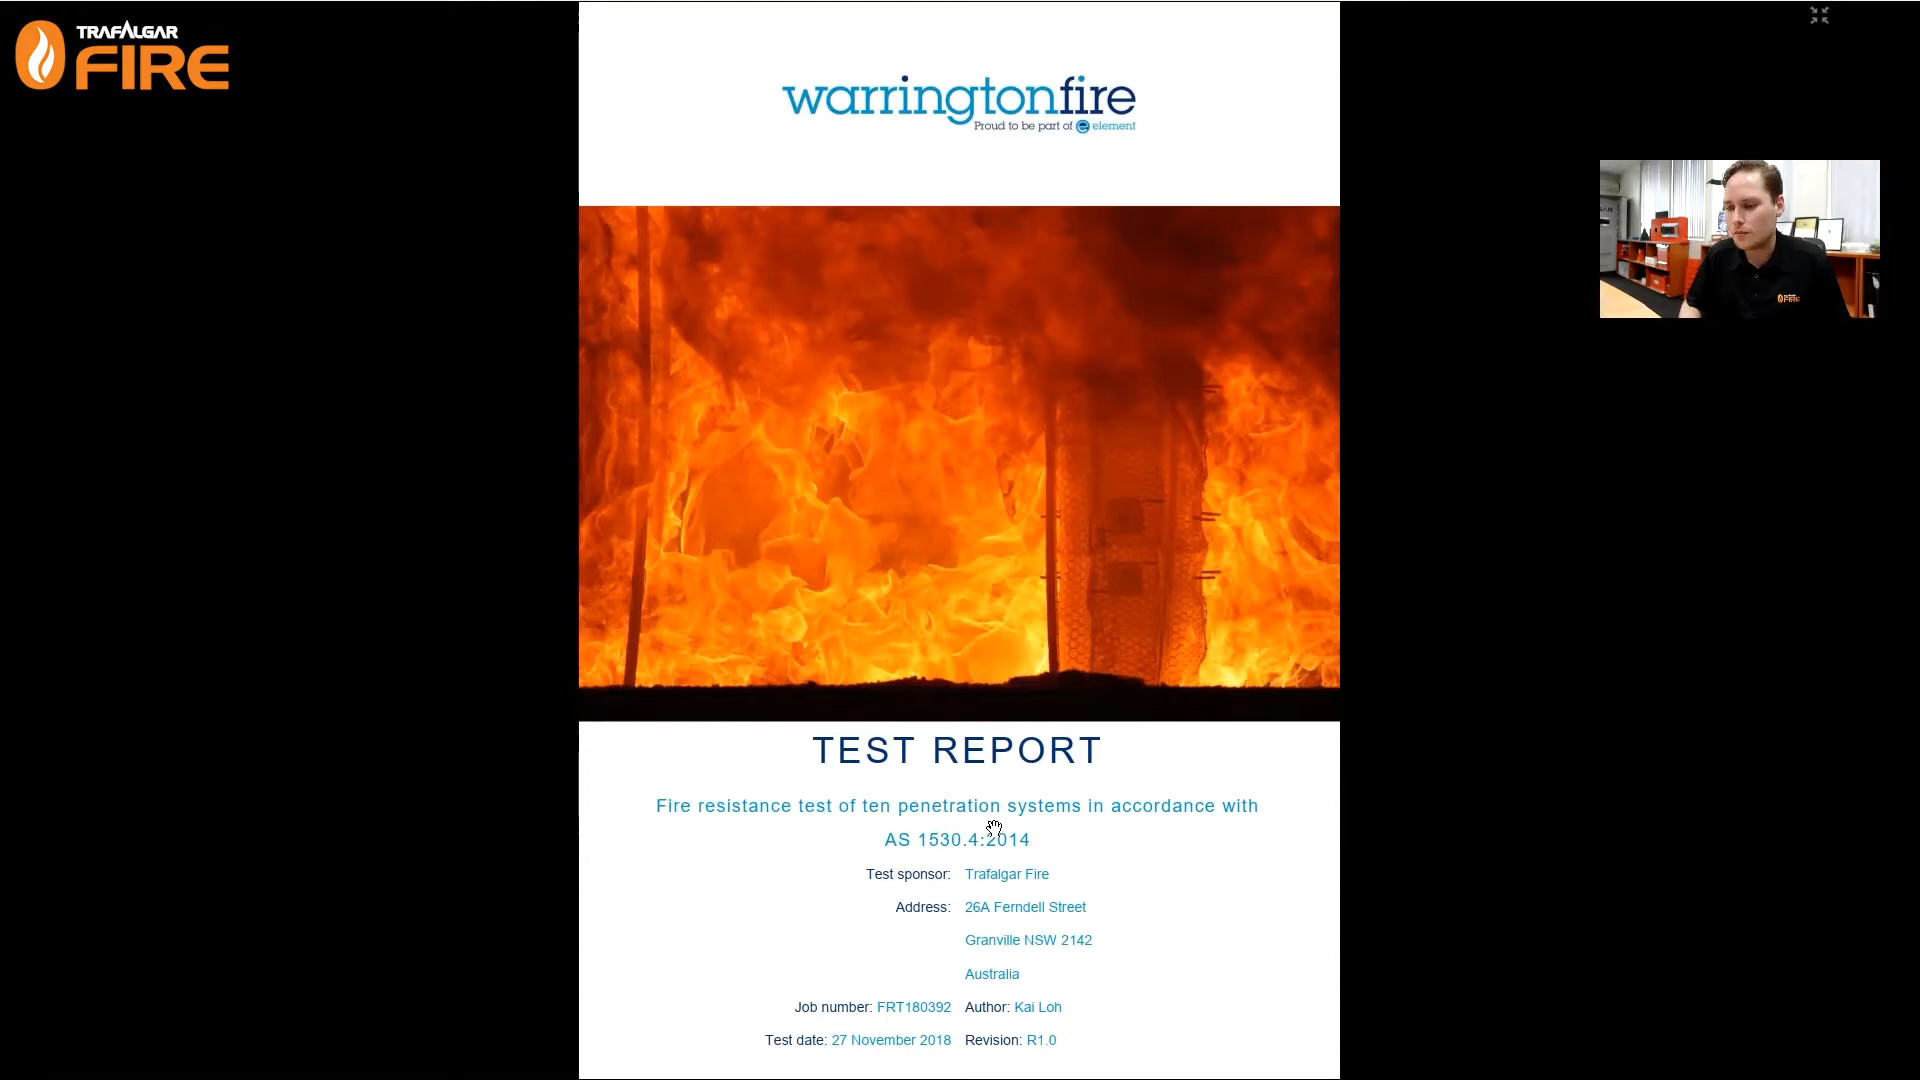 TRAFALGAR
FIRE
warringtonfire
Proud to be part of element
TEST REPORT
Fire resistance test of ten penetration systems in accordance with
AS 1530.4:2014
Test sponsor: Trafalgar Fire
Address: 26A Ferndell Street
Granville NSW 2142
Australia
Job number: FRT180392 Author: Kai Loh
Test date: 27 November 2018 Revision: R1.0
FIRE